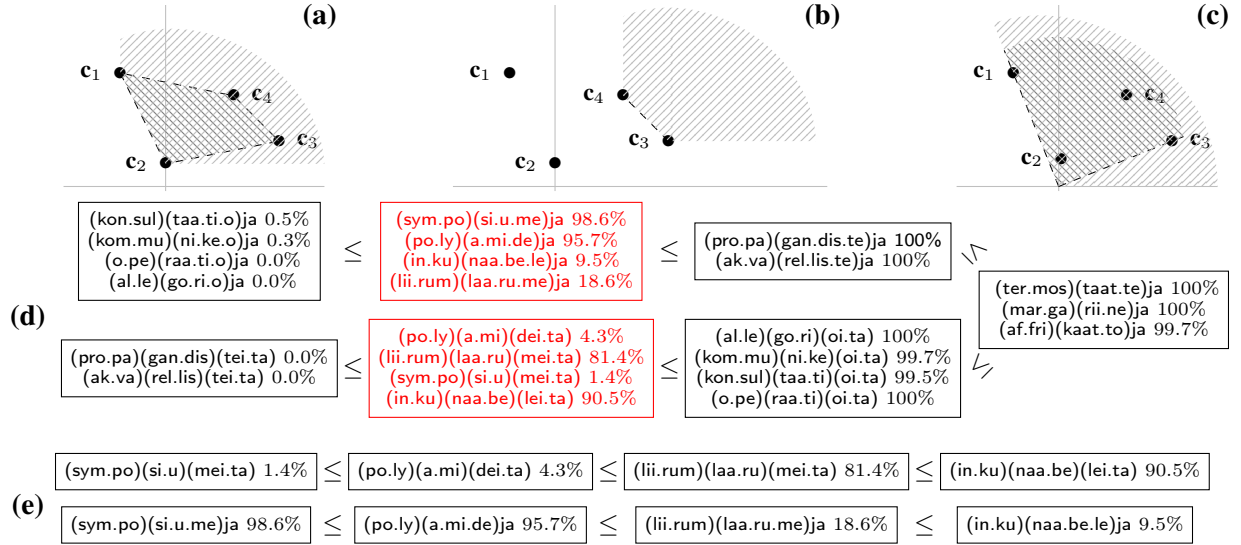 (a)
(b)
(c)
c1
c4
c3
c2
c1
c4
c3
c2
c1
c4
c3
c2
(kon.sul)(taa.ti.o)ja 0.5%
(kom.mu)(ni.ke.o)ja 0.3%
(o.pe)(raa.ti.o)ja 0.0%
(al.le)(go.ri.o)ja 0.0%
≤
(sym.po)(si.u.me)ja 98.6%
(po.ly)(a.mi.de)ja 95.7%
(in.ku)(naa.be.le)ja 9.5%
(lii.rum)(laa.ru.me)ja 18.6%
≤
(pro.pa)(gan.dis.te)ja 100%
(ak.va)(rel.lis.te)ja 100%
≤
(ter.mos)(taat.te)ja 100%
(mar.ga)(rii.ne)ja 100%
(af.fri)(kaat.to)ja 99.7%
(d)
(pro.pa)(gan.dis)(tei.ta) 0.0%
(ak.va)(rel.lis)(tei.ta) 0.0%
≤
(po.ly)(a.mi)(dei.ta) 4.3%
(lii.rum)(laa.ru)(mei.ta) 81.4%
(sym.po)(si.u)(mei.ta) 1.4%
(in.ku)(naa.be)(lei.ta) 90.5%
≤
(al.le)(go.ri)(oi.ta) 100%
(kom.mu)(ni.ke)(oi.ta) 99.7%
(kon.sul)(taa.ti)(oi.ta) 99.5%
(o.pe)(raa.ti)(oi.ta) 100%
≤
(sym.po)(si.u)(mei.ta) 1.4% ≤ (po.ly)(a.mi)(dei.ta) 4.3% ≤ (lii.rum)(laa.ru)(mei.ta) 81.4% ≤ (in.ku)(naa.be)(lei.ta) 90.5%
(e)
(sym.po)(si.u.me)ja 98.6% ≤ (po.ly)(a.mi.de)ja 95.7% ≤ (lii.rum)(laa.ru.me)ja 18.6% ≤ (in.ku)(naa.be.le)ja 9.5%